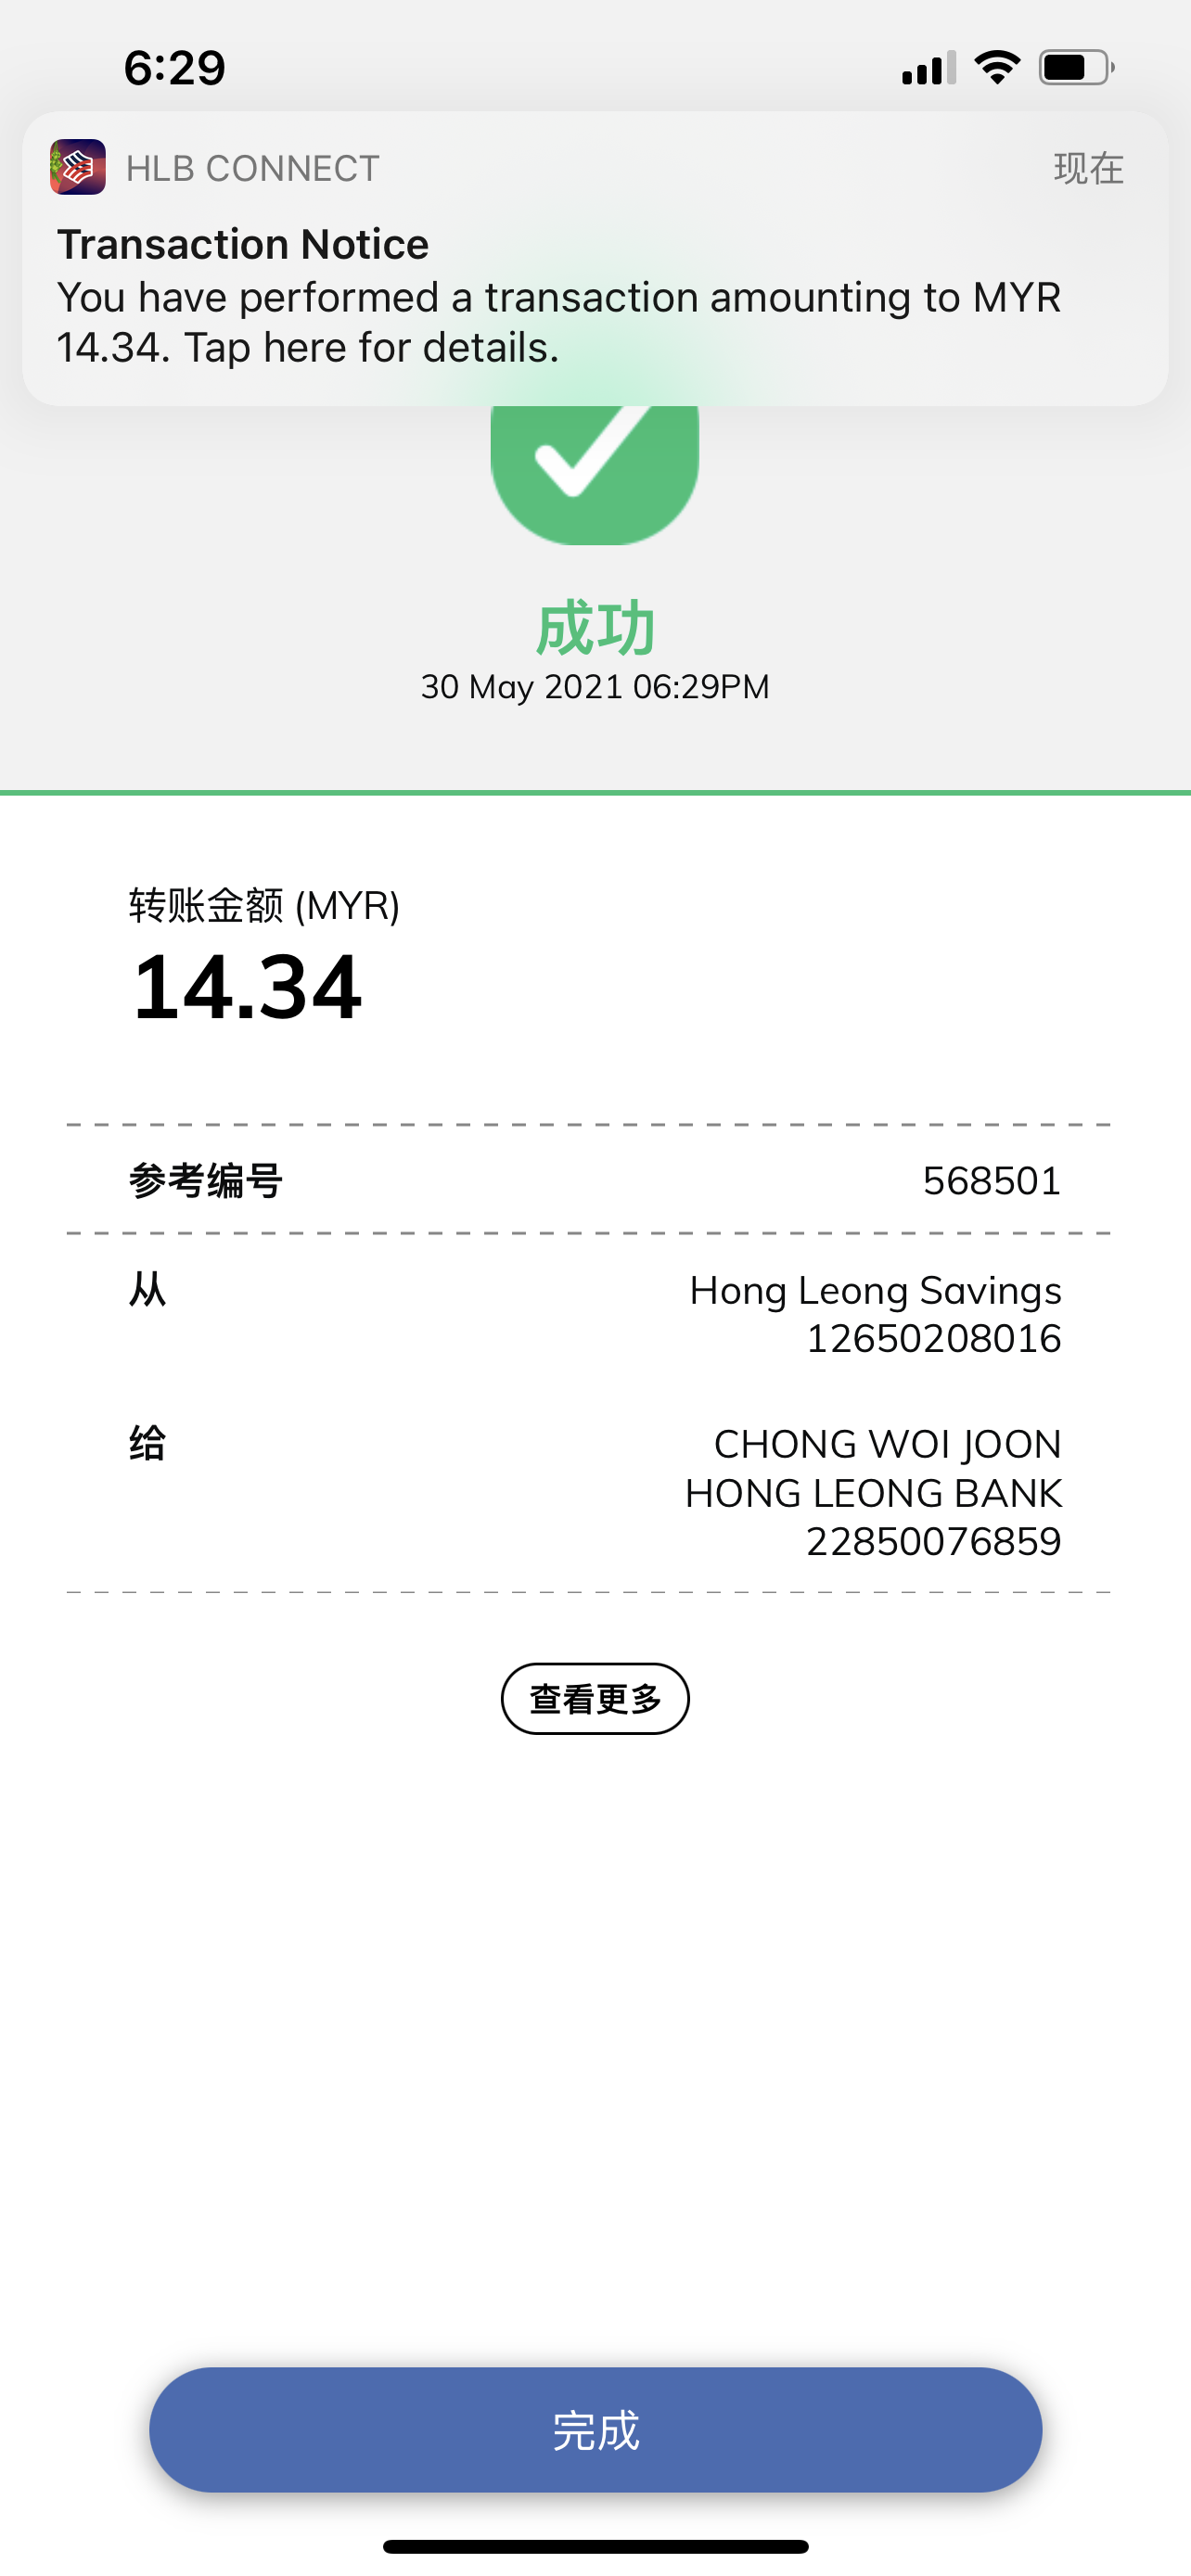 6:29
HLB CONNECT
现在
Transaction Notice
You have performed a transaction amounting to MYR
14.34. Tap here for details.
成功
30 May 2021 06:29PM
转账金额 (MYR)
14.34
参考编号 568501
从 Hong Leong Savings
12650208016
给 CHONG WOI JOON
HONG LEONG BANK
22850076859
查看更多
完成